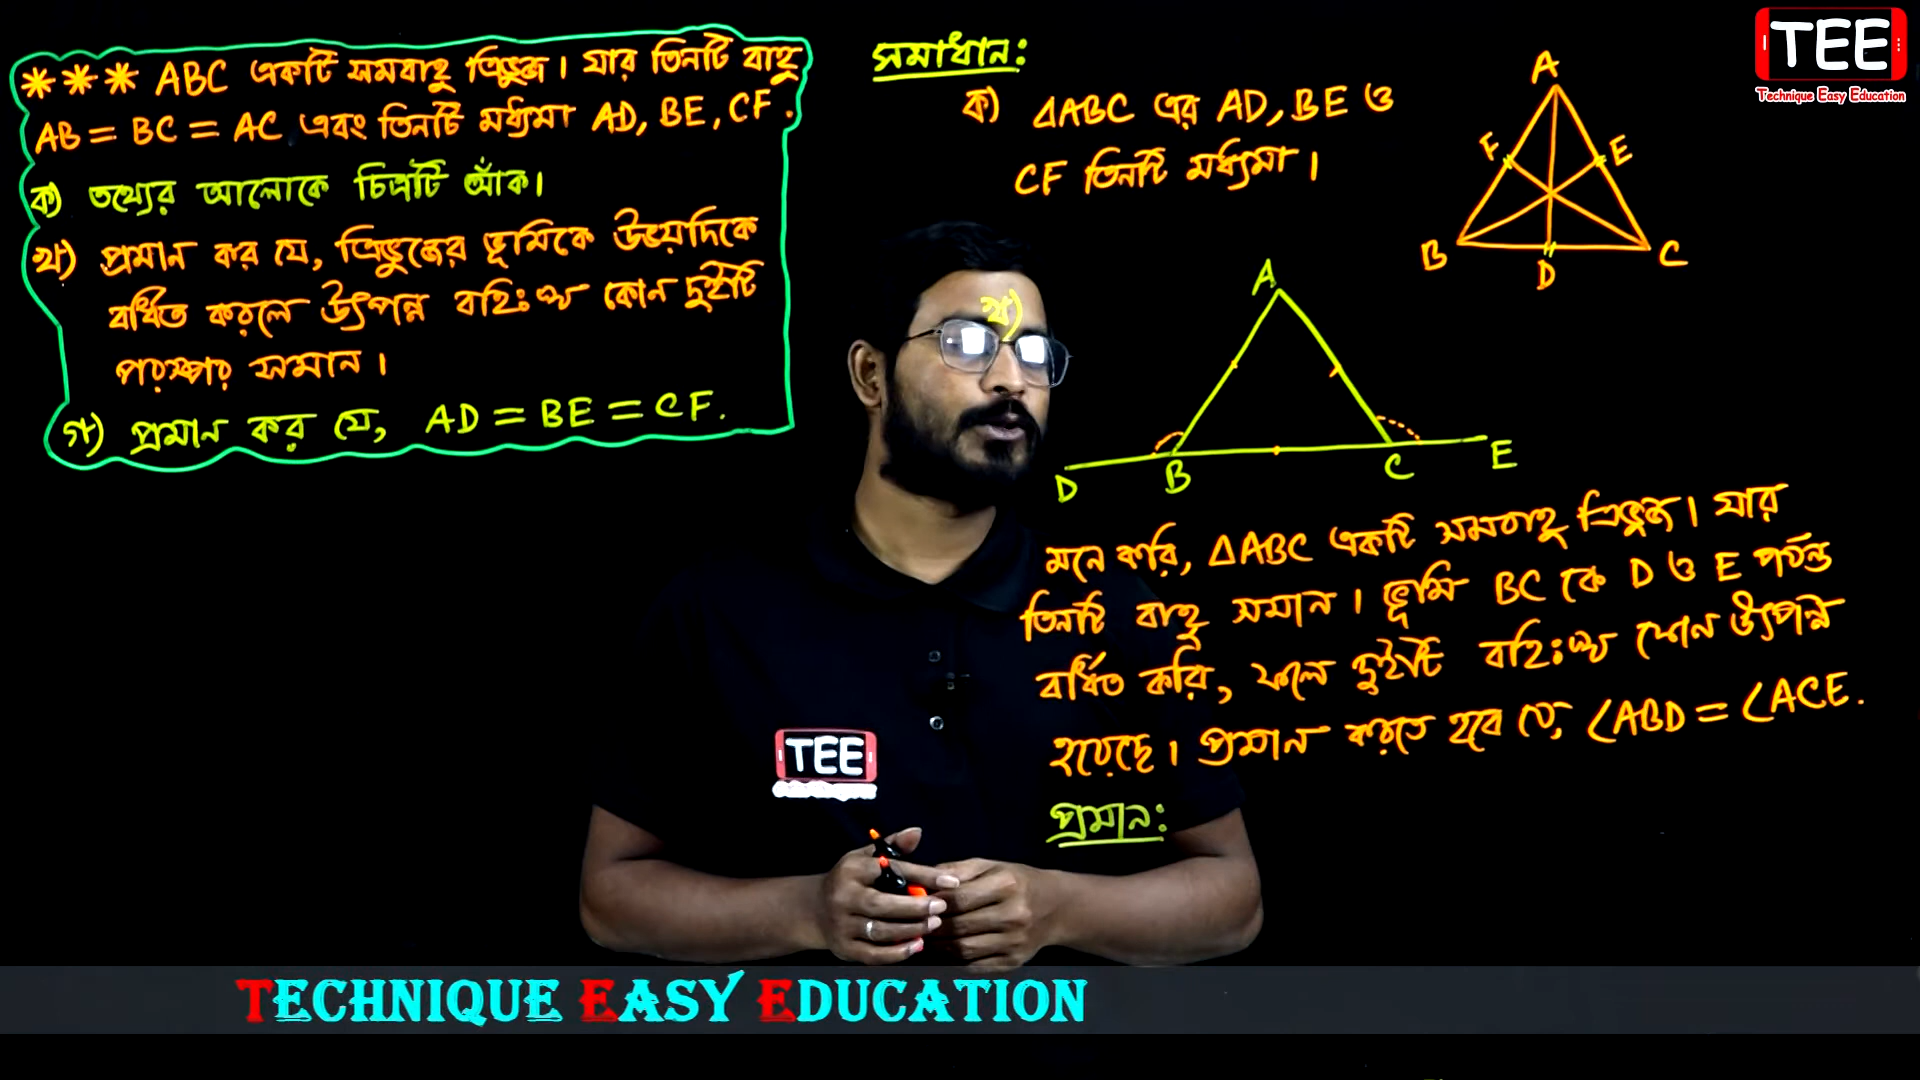 *** ABC একটি সমবাহু ত্রিভুজ। যার তিনটি বাহু
AB = BC = AC এবং তিনটি মধ্যমা AD, BE, CF.
ক) তথ্যের আলোকে চিত্রটি আঁক।
খ) প্রমান কর যে, ত্রিভুজের ভূমিকে উভয়দিকে
বর্ধিত করলে উৎপন্ন বহিঃস্থ কোন দুইটি
পরস্পর সমান।
গ) প্রমান কর যে, AD = BE = CF.
সমাধান:
ক) ΔABC এর AD, BE ও
CF তিনটি মধ্যমা।
A
F
E
B
D
C
খ)
A
D
B
C
E
মনে করি, ΔABC একটি সমবাহু ত্রিভুজ। যার
তিনটি বাহু সমান। ভূমি BC কে D ও E পর্যন্ত
বর্ধিত করি, ফলে দুইটি বহিঃস্থ কোন উৎপন্ন
হয়েছে। প্রমান করতে হবে যে, ∠ABD = ∠ACE.
প্রমান:
TEE
Technique Easy Education
TEE
TECHNIQUE EASY EDUCATION